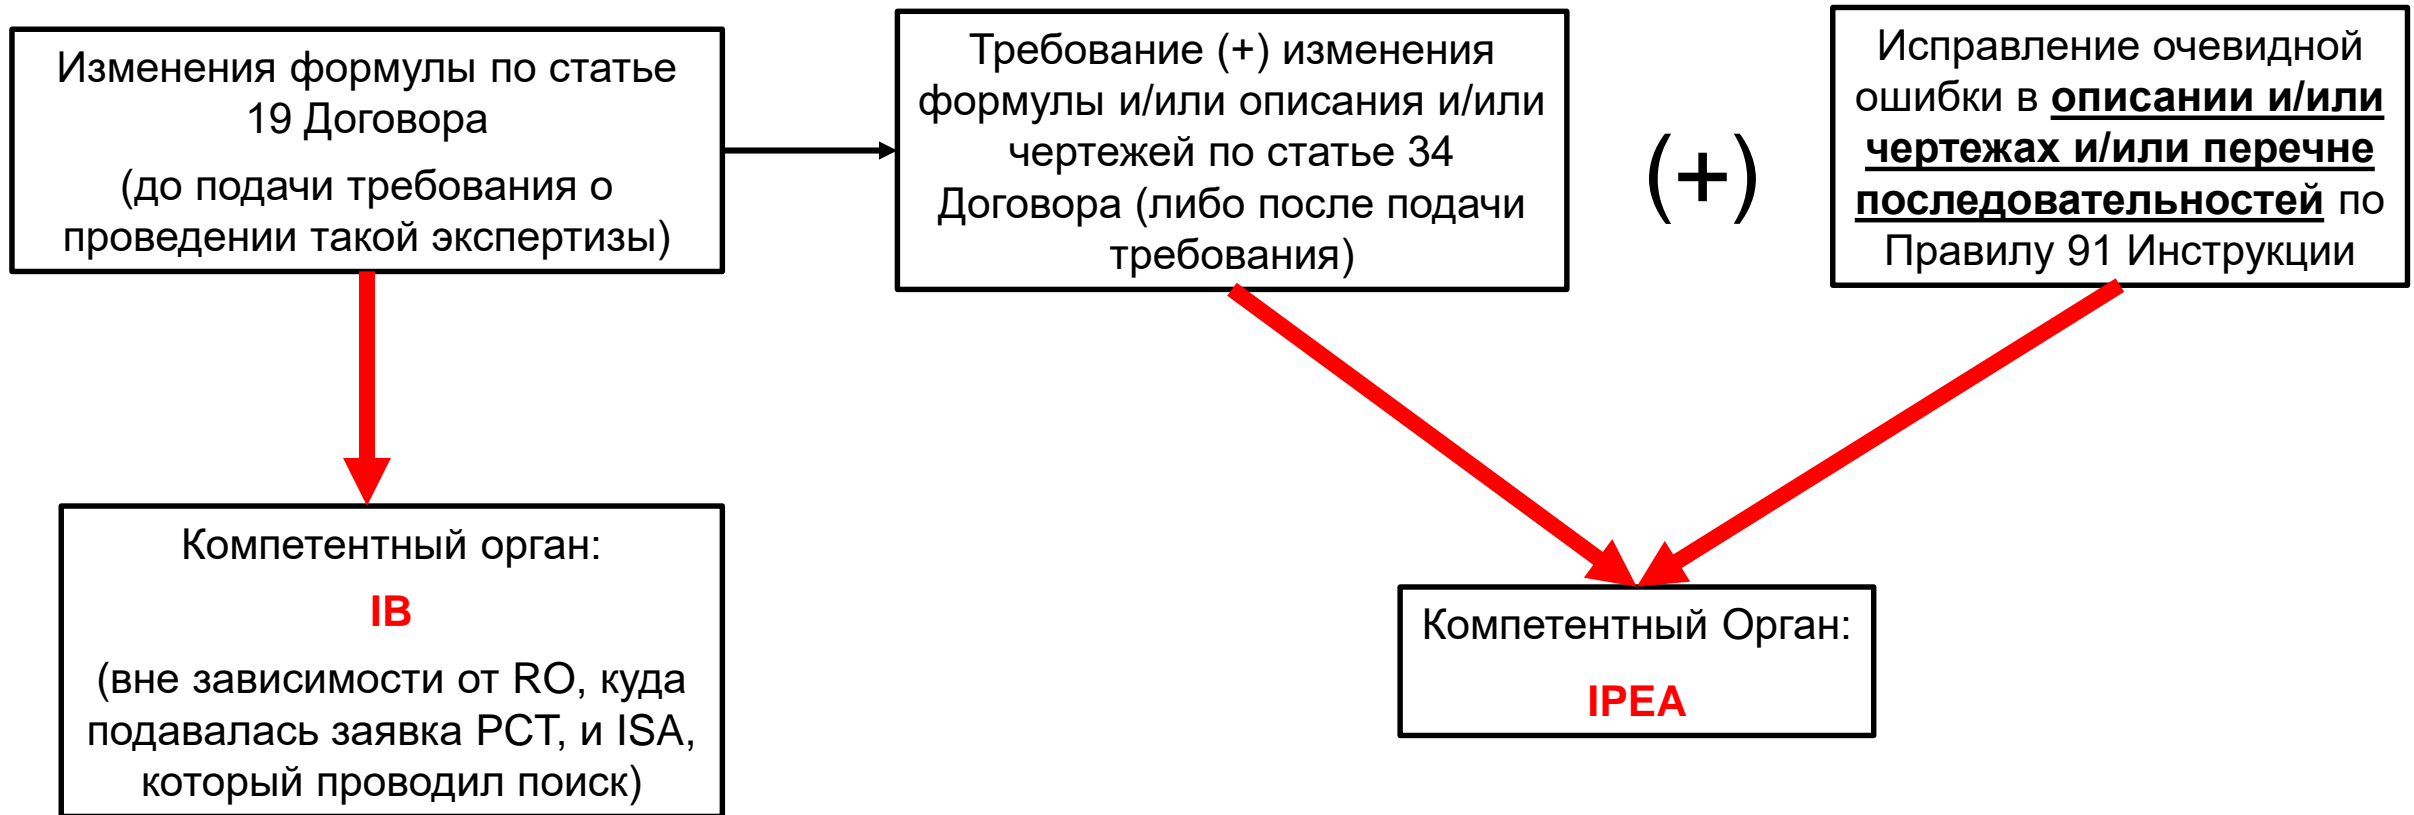 Изменения формулы по статье
19 Договора
(до подачи требования о
проведении такой экспертизы)
Требование (+) изменения
формулы и/или описания и/или
чертежей по статье 34
Договора (либо после подачи
требования)
(+)
Исправление очевидной
ошибки в описании и/или
чертежах и/или перечне
последовательностей по
Правилу 91 Инструкции
Компетентный орган:
IB
(вне зависимости от RO, куда
подавалась заявка PCT, и ISA,
который проводил поиск)
Компетентный Орган:
IPEA